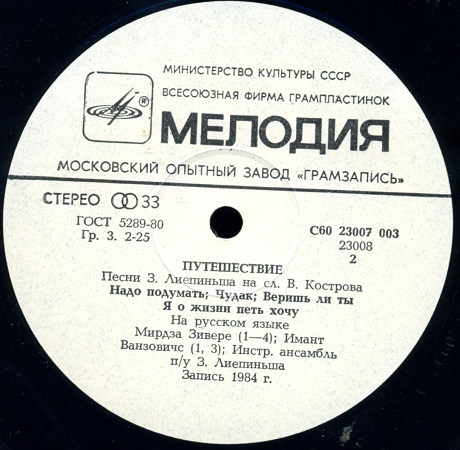 МИНИСТЕРСТВО КУЛЬТУРЫ СССР
ВСЕСОЮЗНАЯ ФИРМА ГРАМПЛАСТИНОК
®
МЕЛОДИЯ
МОСКОВСКИЙ ОПЫТНЫЙ ЗАВОД «ГРАМЗАПИСЬ»
СТЕРЕО 33
ГОСТ 5289-80
Гр. 3. 2-25
С60 23007 003
23008
2
ПУТЕШЕСТВИЕ
Песни З. Лиепиньша на сл. В. Кострова
Надо подумать; Чудак; Веришь ли ты
Я о жизни петь хочу
На русском языке
Мирдза Зивере (1—4); Имант
Ванзовичс (1, 3); Инстр. ансамбль
п/у З. Лиепиньша
Запись 1984 г.